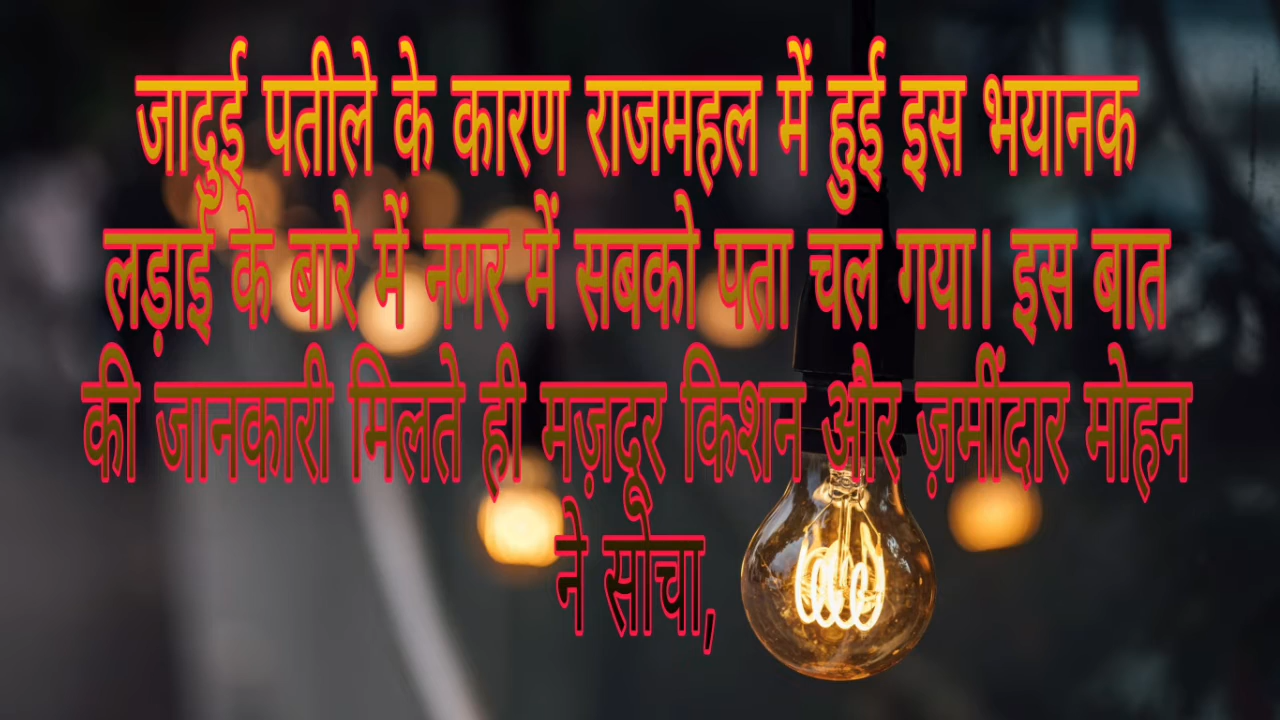 जादुई पतीले के कारण राजमहल में हुई इस भयानक
लड़ाई के बारे में नगर में सबको पता चल गया। इस बात
की जानकारी मिलते ही मज़दूर किशन और ज़मींदार मोहन
ने सोचा,